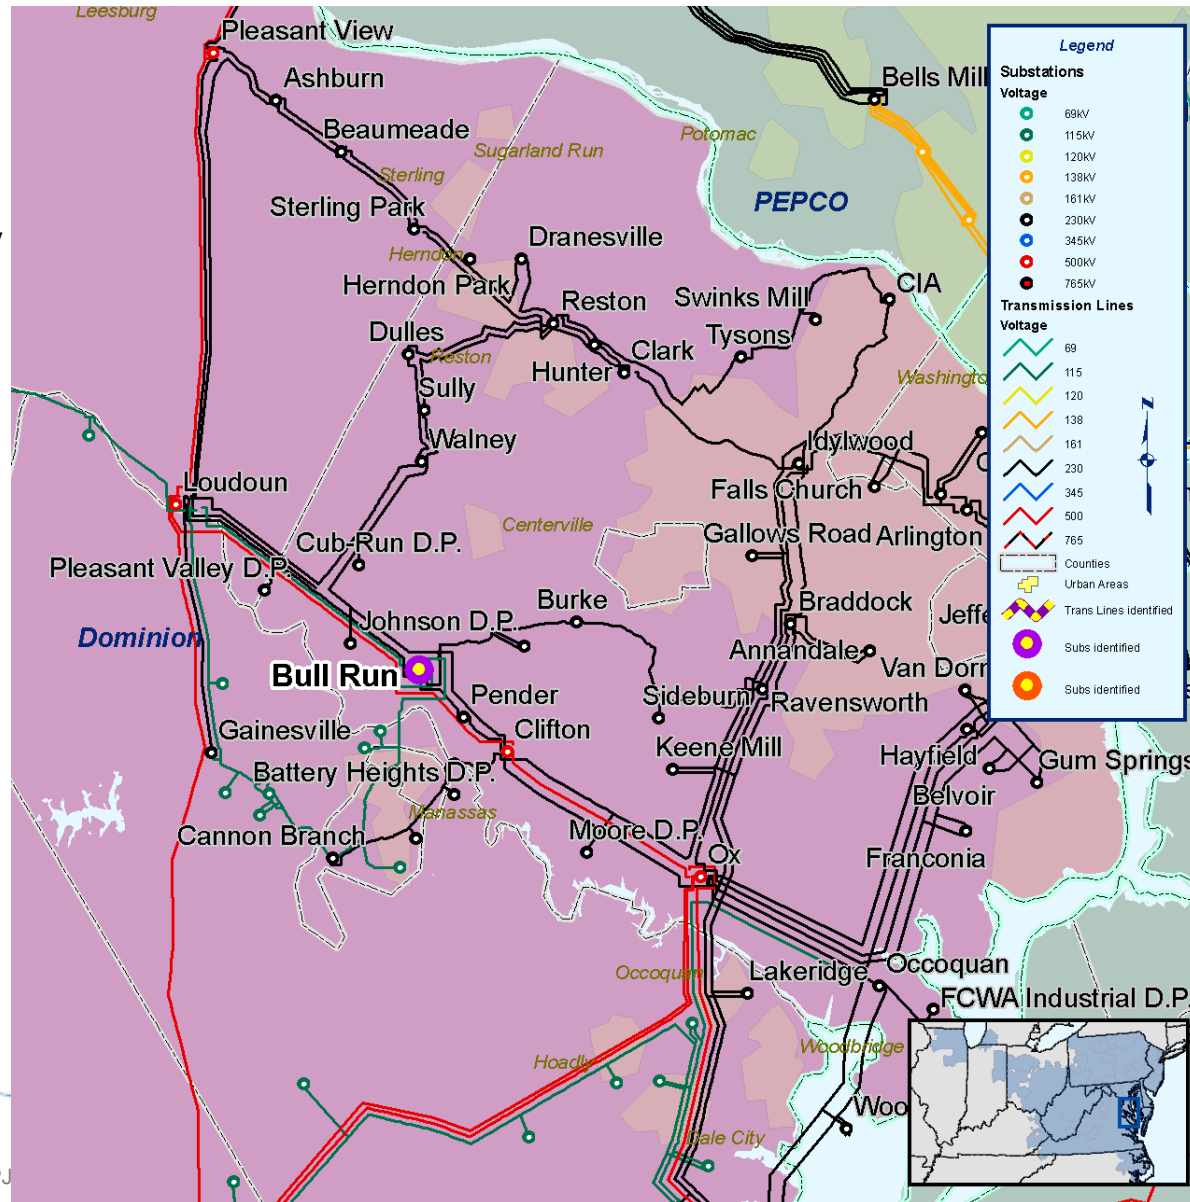 Leesburg
Pleasant View
Ashburn
Beaumeade
Sugarland Run
Sterling
Sterling Park
Potomac
PEPCO
Bells Mill
Herndon
Dranesville
Herndon Park
Reston
Swinks Mill
CIA
Dulles
Reston
Tysons
Clark
Hunter
Sully
Washingto
Walney
Idylwood
Loudoun
Falls Church
Centerville
Cub-Run D.P.
Gallows Road
Arlington
Pleasant Valley D.P.
Burke
Braddock
Johnson D.P.
Jeffe
Dominion
Annandale
Bull Run
Van Dorn
Sideburn
Ravensworth
Pender
Gainesville
Clifton
Keene Mill
Hayfield
Gum Springs
Battery Heights D.P.
Belvoir
Manassas
Cannon Branch
Moore D.P.
Ox
Franconia
Occoquan
Lakeridge
Occoquan
FCWA Industrial D.P.
Hoadly
Woodbridge
Woo
Dale City
Legend
Substations
Voltage
69kV
115kV
120kV
138kV
161kV
230kV
345kV
500kV
765kV
Transmission Lines
Voltage
69
115
120
138
161
230
345
500
765
Counties
Urban Areas
Trans Lines identified
Subs identified
Subs identified
N